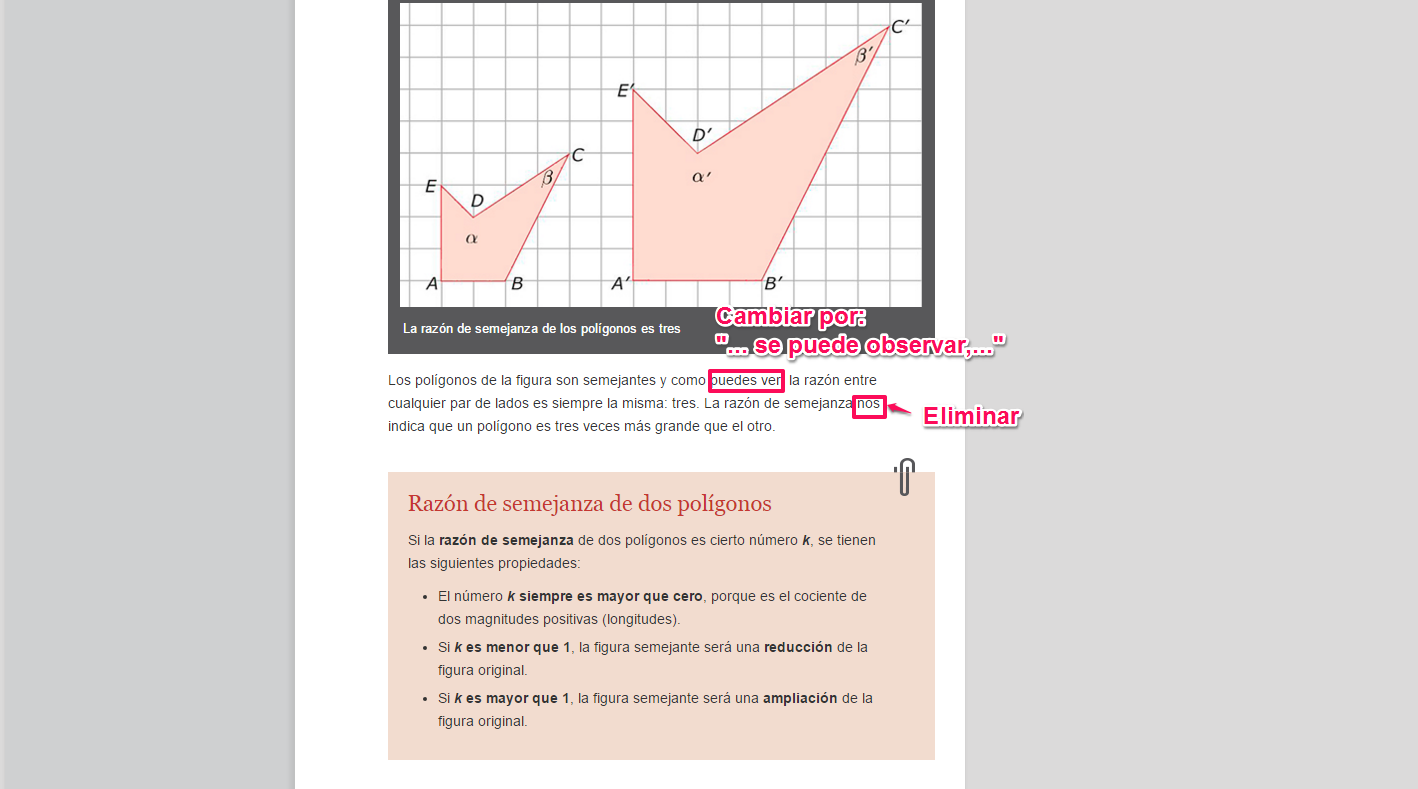 C′
β′
E′
D′
C
β
E
α′
D
α
A
B
A′
B′
La razón de semejanza de los polígonos es tres
Cambiar por:
"... se puede observar,..."
Los polígonos de la figura son semejantes y como puedes ver, la razón entre
cualquier par de lados es siempre la misma: tres. La razón de semejanza nos
Eliminar
indica que un polígono es tres veces más grande que el otro.
Razón de semejanza de dos polígonos
Si la razón de semejanza de dos polígonos es cierto número k, se tienen
las siguientes propiedades:
• El número k siempre es mayor que cero, porque es el cociente de
dos magnitudes positivas (longitudes).
• Si k es menor que 1, la figura semejante será una reducción de la
figura original.
• Si k es mayor que 1, la figura semejante será una ampliación de la
figura original.